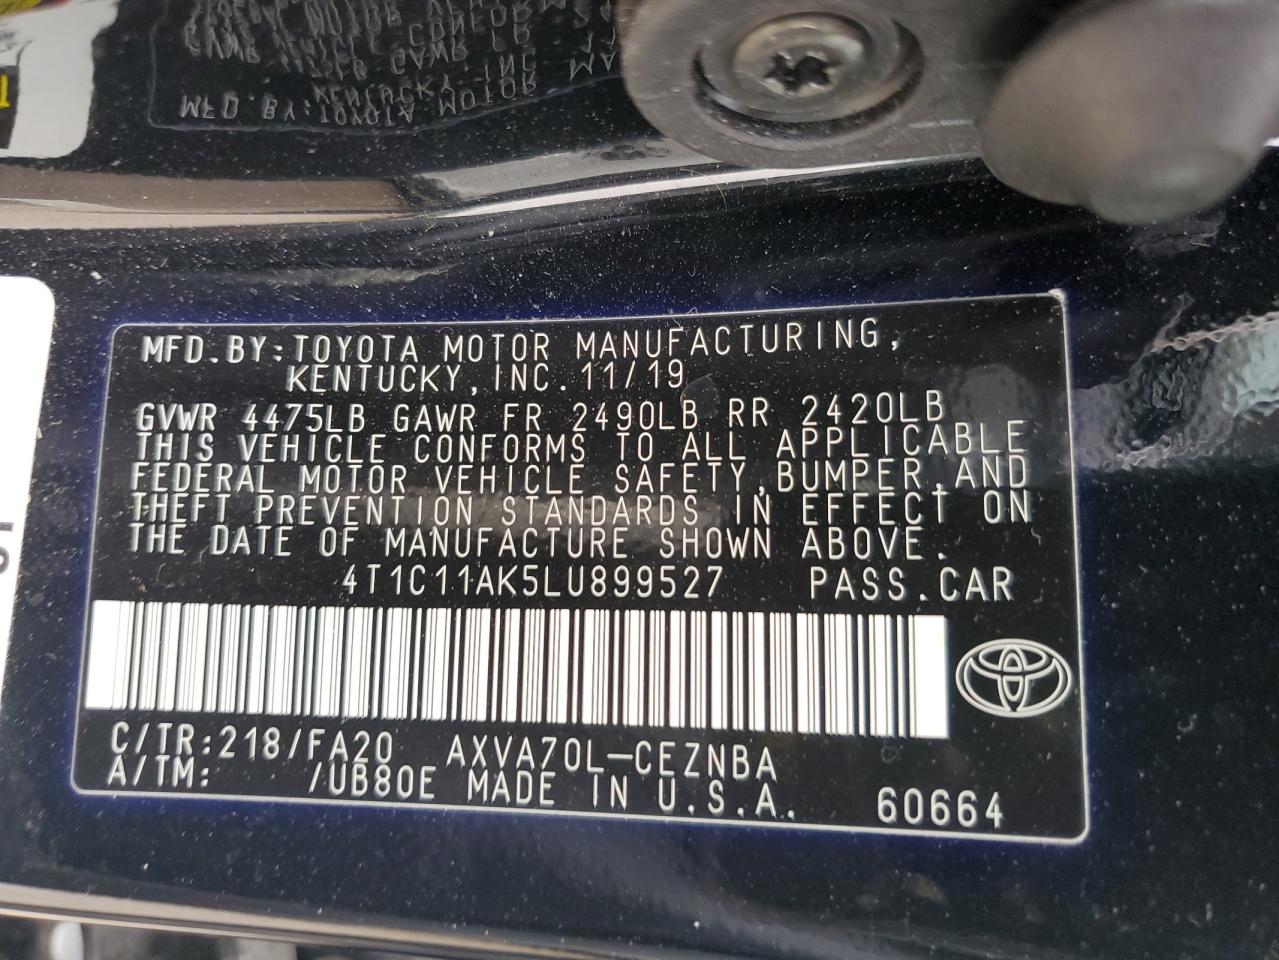 MFD.BY:TOYOTA MOTOR MANUFACTURING,
KENTUCKY,INC. 11/19
GVWR 4475LB GAWR FR 2490LB RR 2420LB
THIS VEHICLE CONFORMS TO ALL APPLICABLE
FEDERAL MOTOR VEHICLE SAFETY,BUMPER,AND
THEFT PREVENTION STANDARDS IN EFFECT ON
THE DATE OF MANUFACTURE SHOWN ABOVE.
4T1C11AK5LU899527 PASS.CAR
C/TR:218/FA20 AXVA70L-CEZNBA
A/TM: /UB80E MADE IN U.S.A.
60664